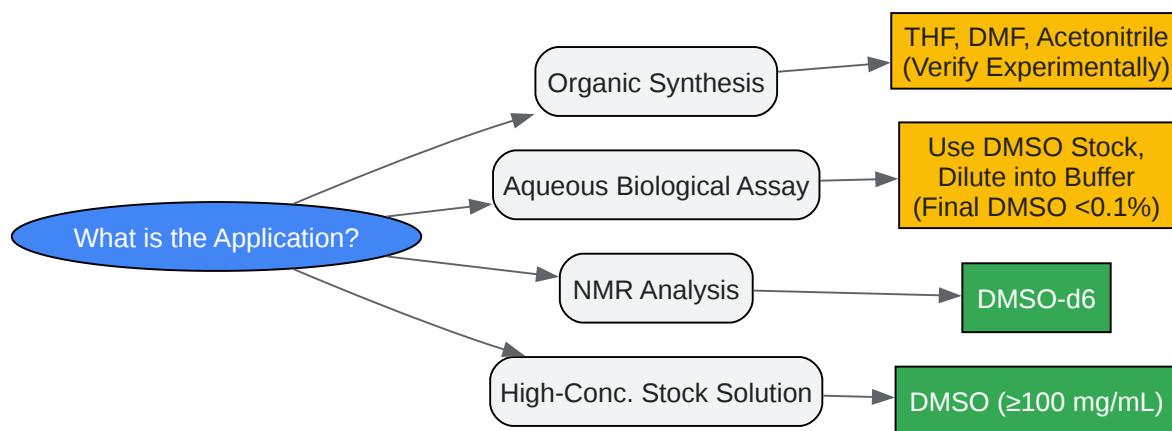 What is the Application?
Organic Synthesis
THF, DMF, Acetonitrile
(Verify Experimentally)
Aqueous Biological Assay
Use DMSO Stock,
Dilute into Buffer
(Final DMSO <0.1%)
NMR Analysis
DMSO-d6
High-Conc. Stock Solution
DMSO (≥100 mg/mL)